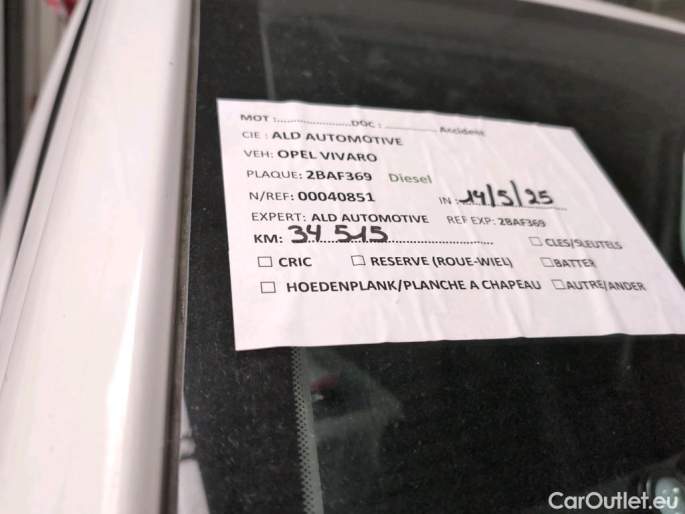 MOT :......................DOC : .................. Accident
CIE : ALD AUTOMOTIVE
VEH: OPEL VIVARO
PLAQUE: 2BAF369 Diesel
N/REF: 00040851 IN : 14/5/25
EXPERT: ALD AUTOMOTIVE REF EXP: 2BAF369
KM: 34 515
☐ CLES/SLEUTELS
☐ CRIC ☐ RESERVE (ROUE-WIEL) ☐BATTER
☐ HOEDENPLANK/PLANCHE A CHAPEAU ☐AUTRE/ANDER
CarOutlet.eu